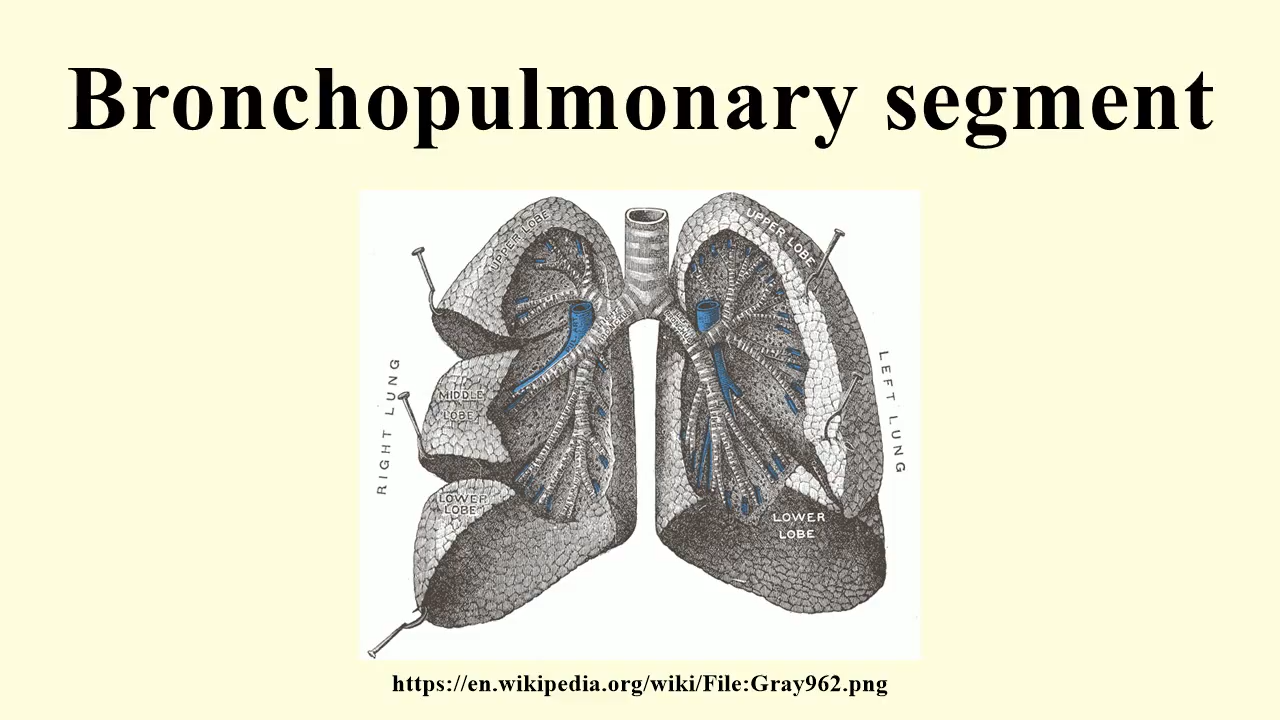 Bronchopulmonary segment
UPPER LOBE
UPPER LOBE
RIGHT LUNG
MIDDLE
LOBE
LEFT LUNG
LOWER
LOBE
LOWER
LOBE
https://en.wikipedia.org/wiki/File:Gray962.png